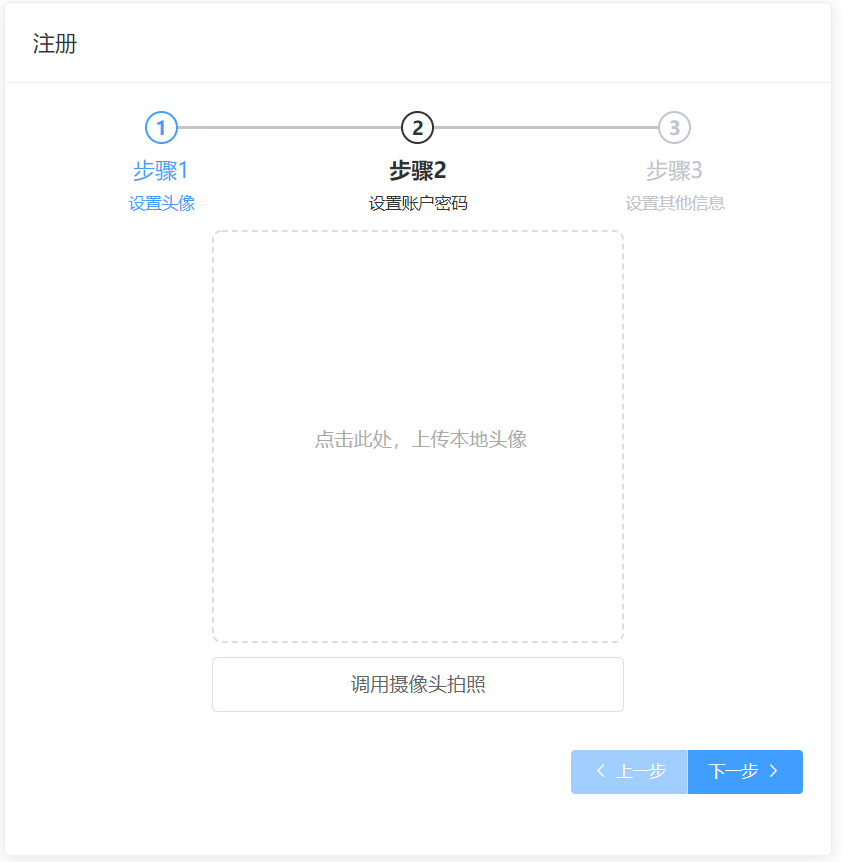 注册
1 2 3
步骤1 步骤2 步骤3
设置头像 设置账户密码 设置其他信息
点击此处，上传本地头像
调用摄像头拍照
上一步 下一步